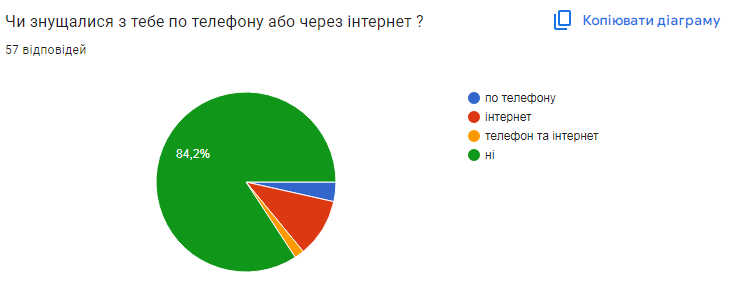 Чи знущалися з тебе по телефону або через інтернет ?
Копіювати діаграму
57 відповідей
по телефону
інтернет
телефон та інтернет
ні
84,2%